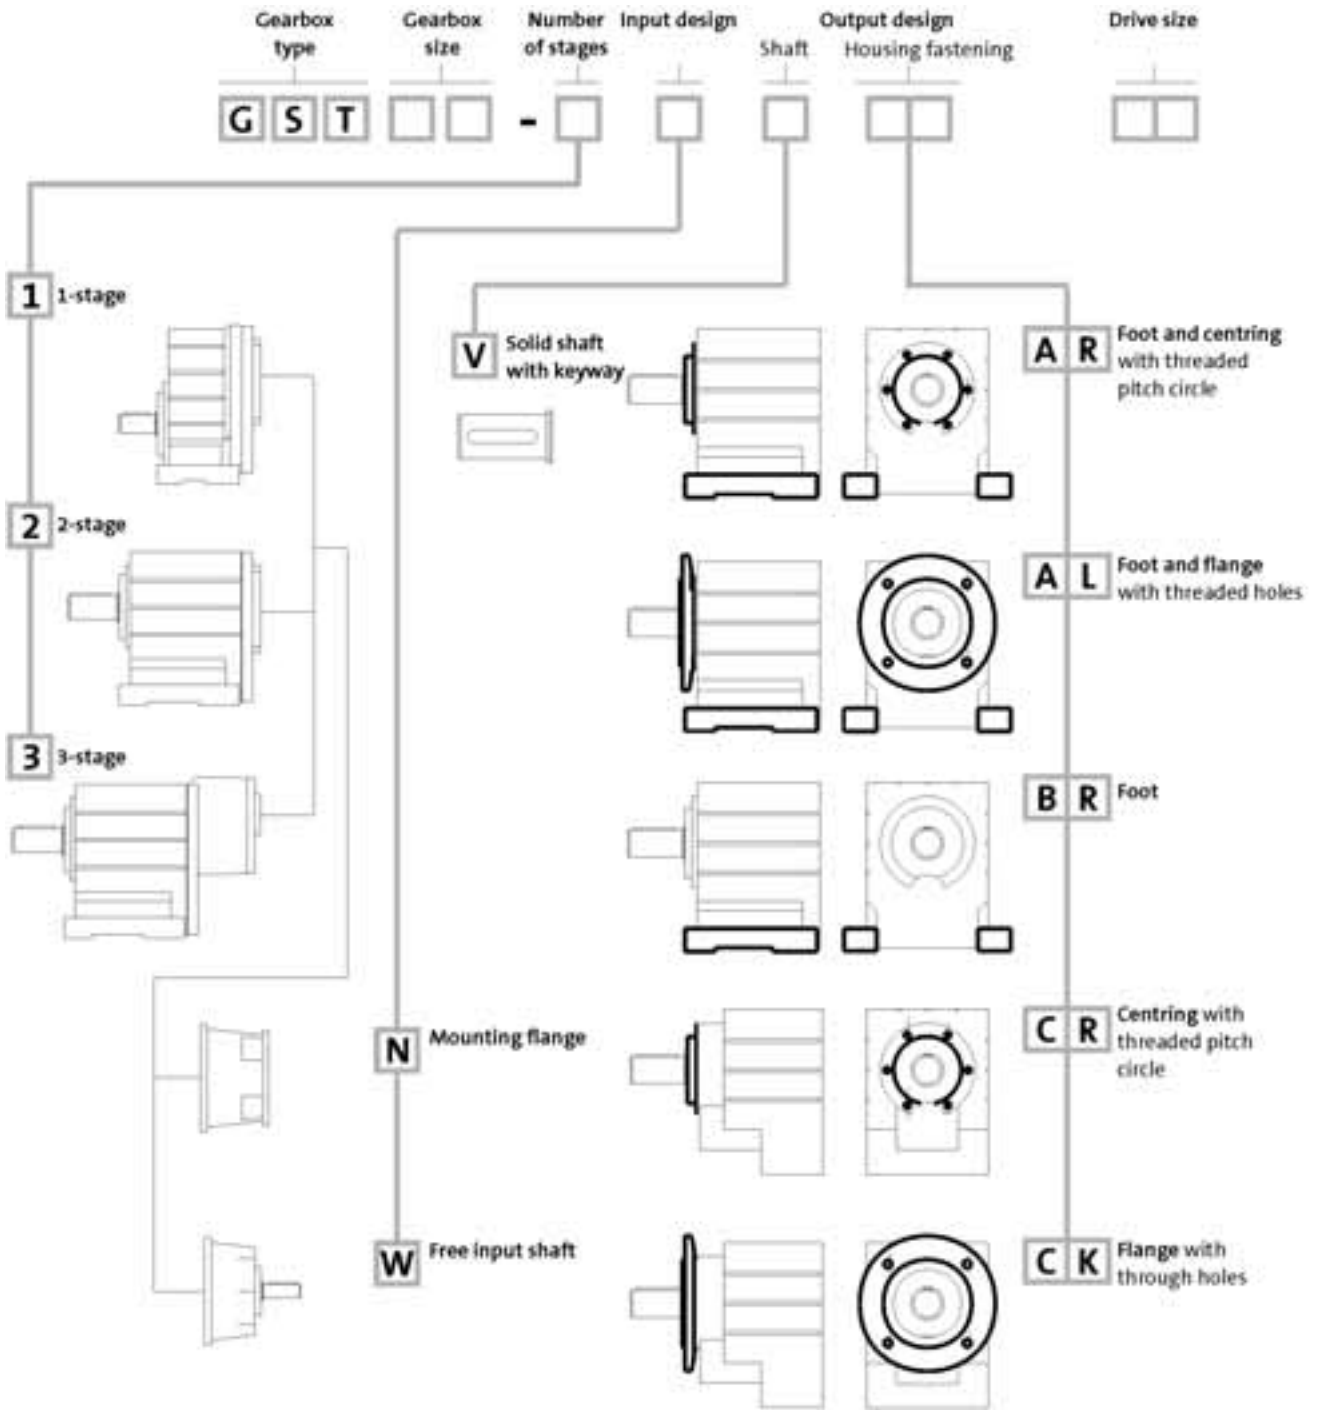 Gearbox type
Gearbox size
Number of stages
Input design
Output design
Shaft
Housing fastening
Drive size
G S T -
1 1-stage
2 2-stage
3 3-stage
V Solid shaft
with keyway
N Mounting flange
W Free input shaft
A R Foot and centring
with threaded
pitch circle
A L Foot and flange
with threaded holes
B R Foot
C R Centring with
threaded pitch
circle
C K Flange with
through holes